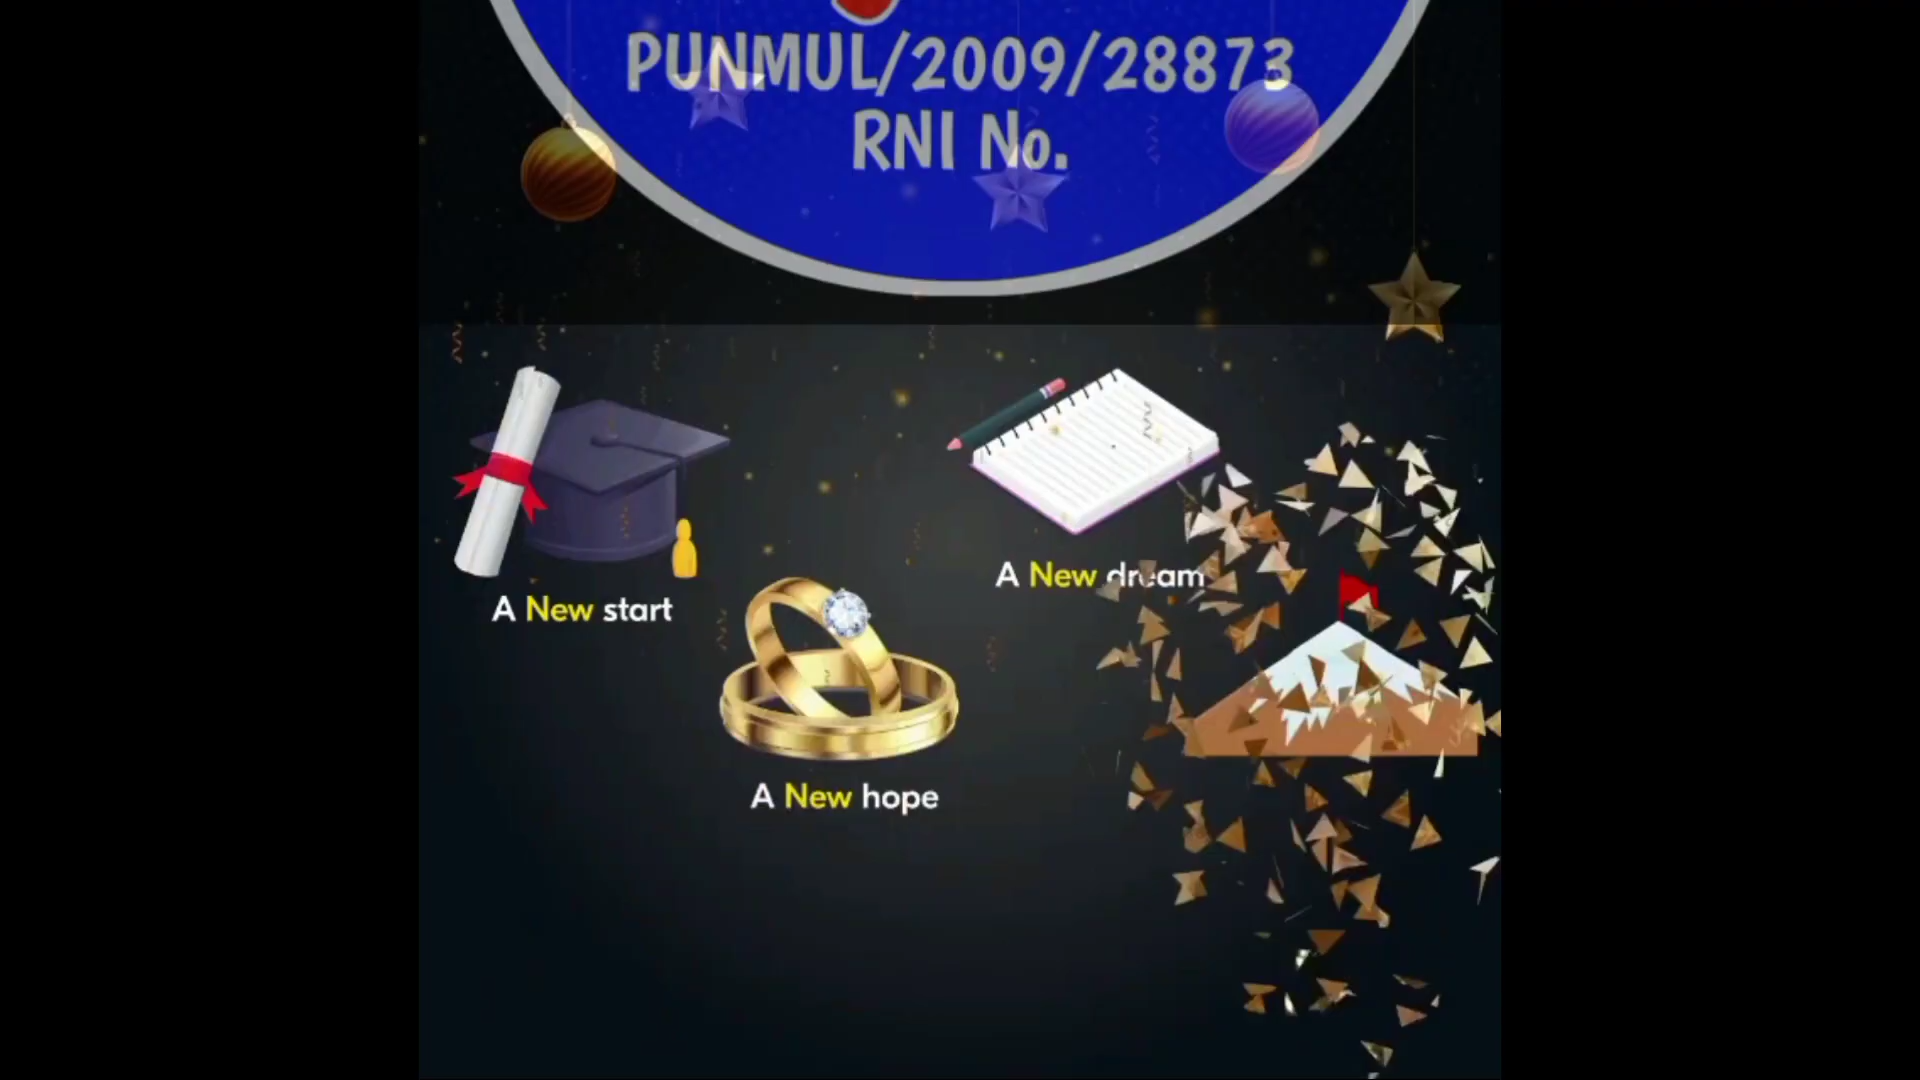 PUNMUL/2009/28873
RNI No.
A New dream
A New start
A New hope